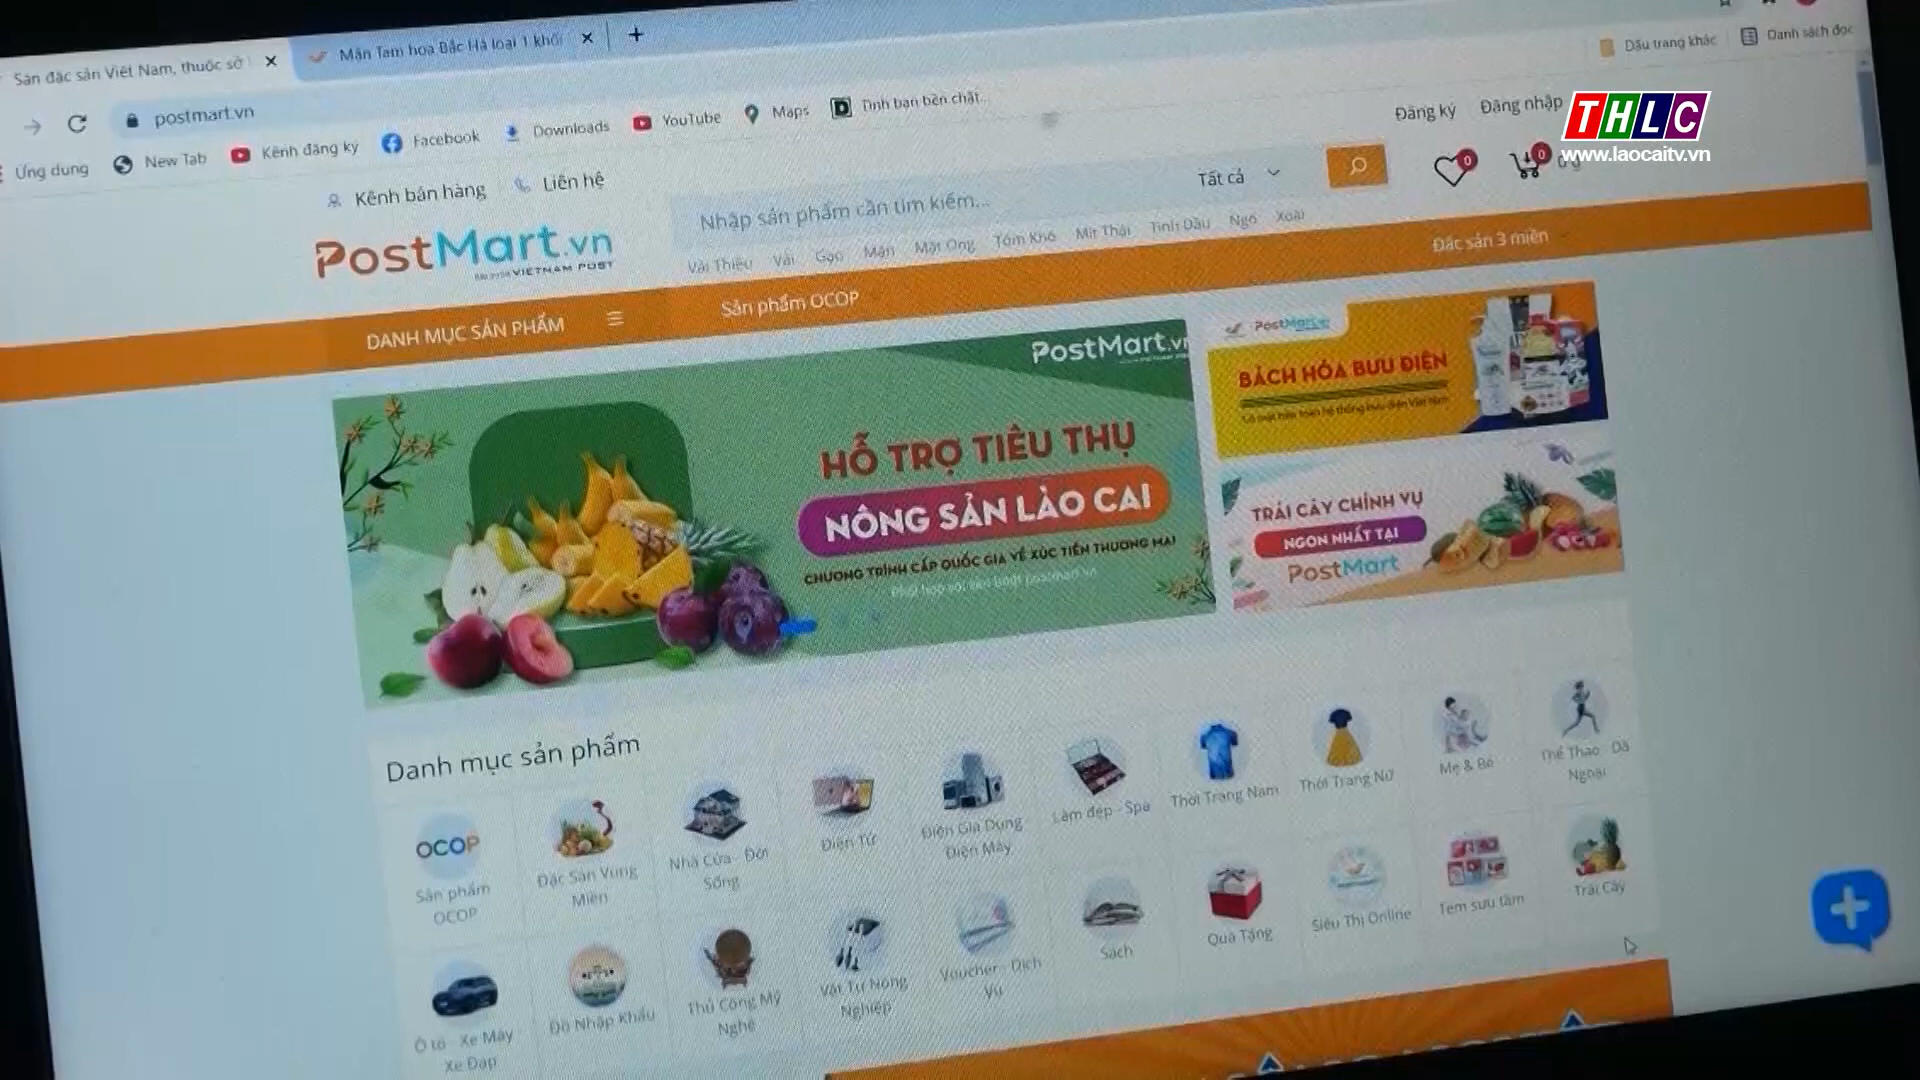 Sàn đặc sản Việt Nam, thuộc sở
Mận Tam hoa Bắc Hà loại 1 khối
postmart.vn
Dấu trang khác
Danh sách đọc
Ứng dụng
New Tab
Kênh đăng ký
Facebook
Downloads
YouTube
Maps
Tình bạn bên chất...
THLC
www.laocaitv.vn
Đăng ký
Đăng nhập
Kênh bán hàng
Liên hệ
Nhập sản phẩm cần tìm kiếm...
Tất cả
0
0
PostMart.vn
VIETNAM POST
Vải Thiều
Vải
Gạo
Mận
Mật Ong
Tôm Khô
Mít Thái
Tinh Dầu
Ngô
Xoài
DANH MỤC SẢN PHẨM
Sản phẩm OCOP
Đặc sản 3 miền
PostMart.vn
HỖ TRỢ TIÊU THỤ
NÔNG SẢN LÀO CAI
CHƯƠNG TRÌNH CẤP QUỐC GIA VỀ XÚC TIẾN THƯƠNG MẠI
PostMart.vn
BÁCH HÓA BƯU ĐIỆN
TRÁI CÂY CHÍNH VỤ
NGON NHẤT TẠI
PostMart
Danh mục sản phẩm
OCOP
Sản phẩm OCOP
Đặc Sản Vùng Miền
Nhà Cửa - Đời Sống
Điện Tử
Điện Gia Dụng Điện Máy
Làm đẹp - Spa
Thời Trang Nam
Thời Trang Nữ
Mẹ & Bé
Thể Thao - Dã Ngoại
Ô tô - Xe Máy Xe Đạp
Đồ Nhập Khẩu
Thủ Công Mỹ Nghệ
Vật Tư Nông Nghiệp
Voucher - Dịch Vụ
Sách
Quà Tặng
Siêu Thị Online
Tem sưu tầm
Trái Cây